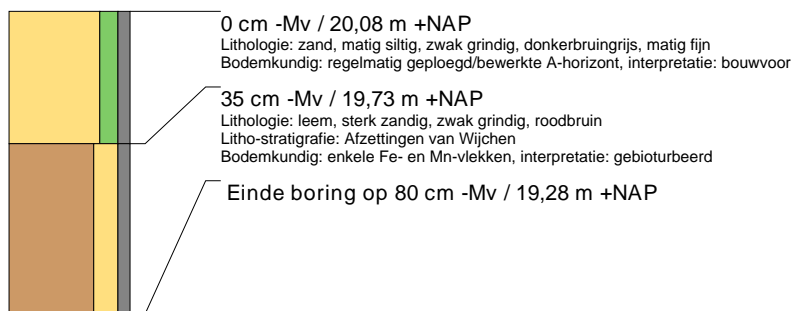 0 cm -Mv / 20,08 m +NAP
Lithologie: zand, matig siltig, zwak grindig, donkerbruingrijs, matig fijn
Bodemkundig: regelmatig geploegd/bewerkte A-horizont, interpretatie: bouwvoor
35 cm -Mv / 19,73 m +NAP
Lithologie: leem, sterk zandig, zwak grindig, roodbruin
Litho-stratigrafie: Afzettingen van Wijchen
Bodemkundig: enkele Fe- en Mn-vlekken, interpretatie: gebioturbeerd
Einde boring op 80 cm -Mv / 19,28 m +NAP